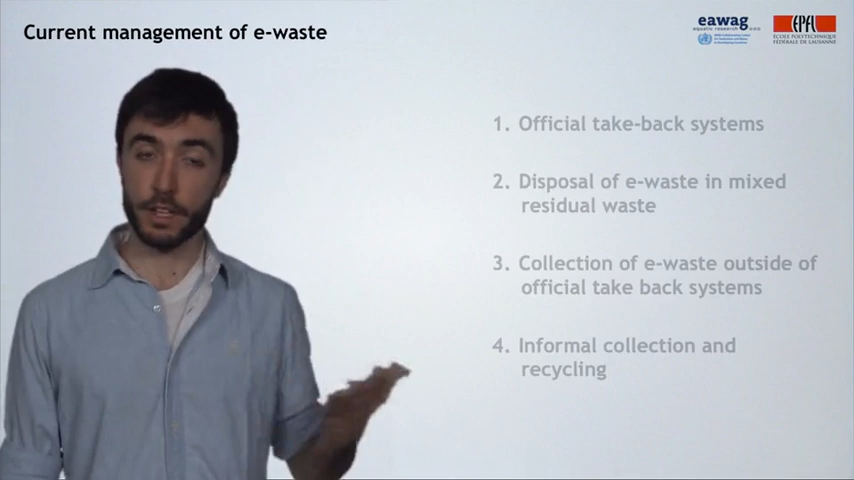 Current management of e-waste
eawag
aquatic research
EPFL
ECOLE POLYTECHNIQUE
FÉDÉRALE DE LAUSANNE
1. Official take-back systems
2. Disposal of e-waste in mixed
residual waste
3. Collection of e-waste outside of
official take back systems
4. Informal collection and
recycling